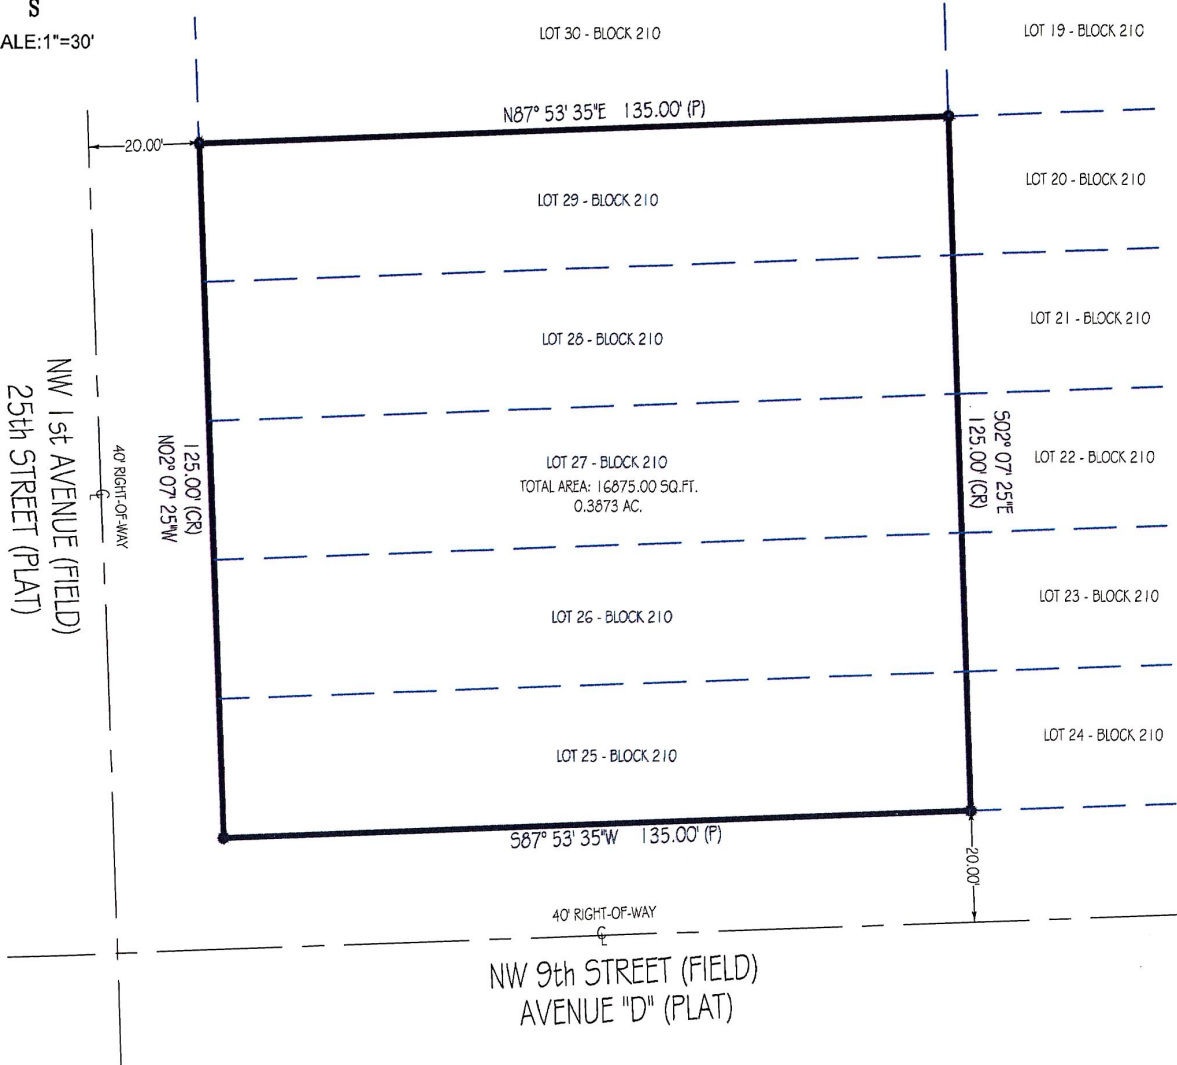 S
ALE:1"=30'
LOT 30 - BLOCK 210
LOT 19 - BLOCK 210
N87° 53' 35"E 135.00' (P)
20.00'
LOT 29 - BLOCK 210
LOT 20 - BLOCK 210
LOT 28 - BLOCK 210
LOT 21 - BLOCK 210
NW 1st AVENUE (FIELD)
25th STREET (PLAT)
40' RIGHT-OF-WAY
125.00' (CR)
N02° 07' 25"W
LOT 27 - BLOCK 210
TOTAL AREA: 16875.00 SQ.FT.
0.3873 AC.
S02° 07' 25"E
125.00' (CR)
LOT 22 - BLOCK 210
LOT 26 - BLOCK 210
LOT 23 - BLOCK 210
LOT 25 - BLOCK 210
LOT 24 - BLOCK 210
S87° 53' 35"W 135.00' (P)
20.00'
40' RIGHT-OF-WAY
NW 9th STREET (FIELD)
AVENUE "D" (PLAT)